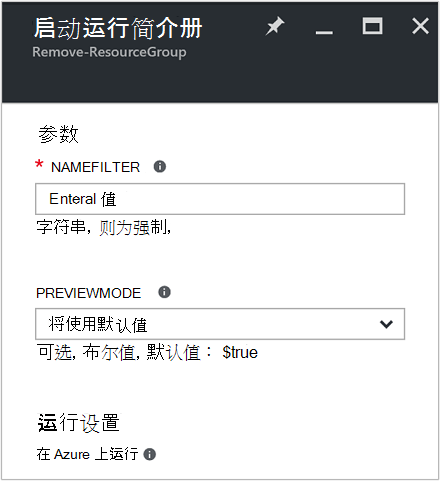 启动运行简介册
Remove-ResourceGroup
参数
* NAMEFILTER
Enteral 值
字符串, 则为强制,
PREVIEWMODE
将使用默认值
可选, 布尔值, 默认值： $true
运行设置
在 Azure 上运行